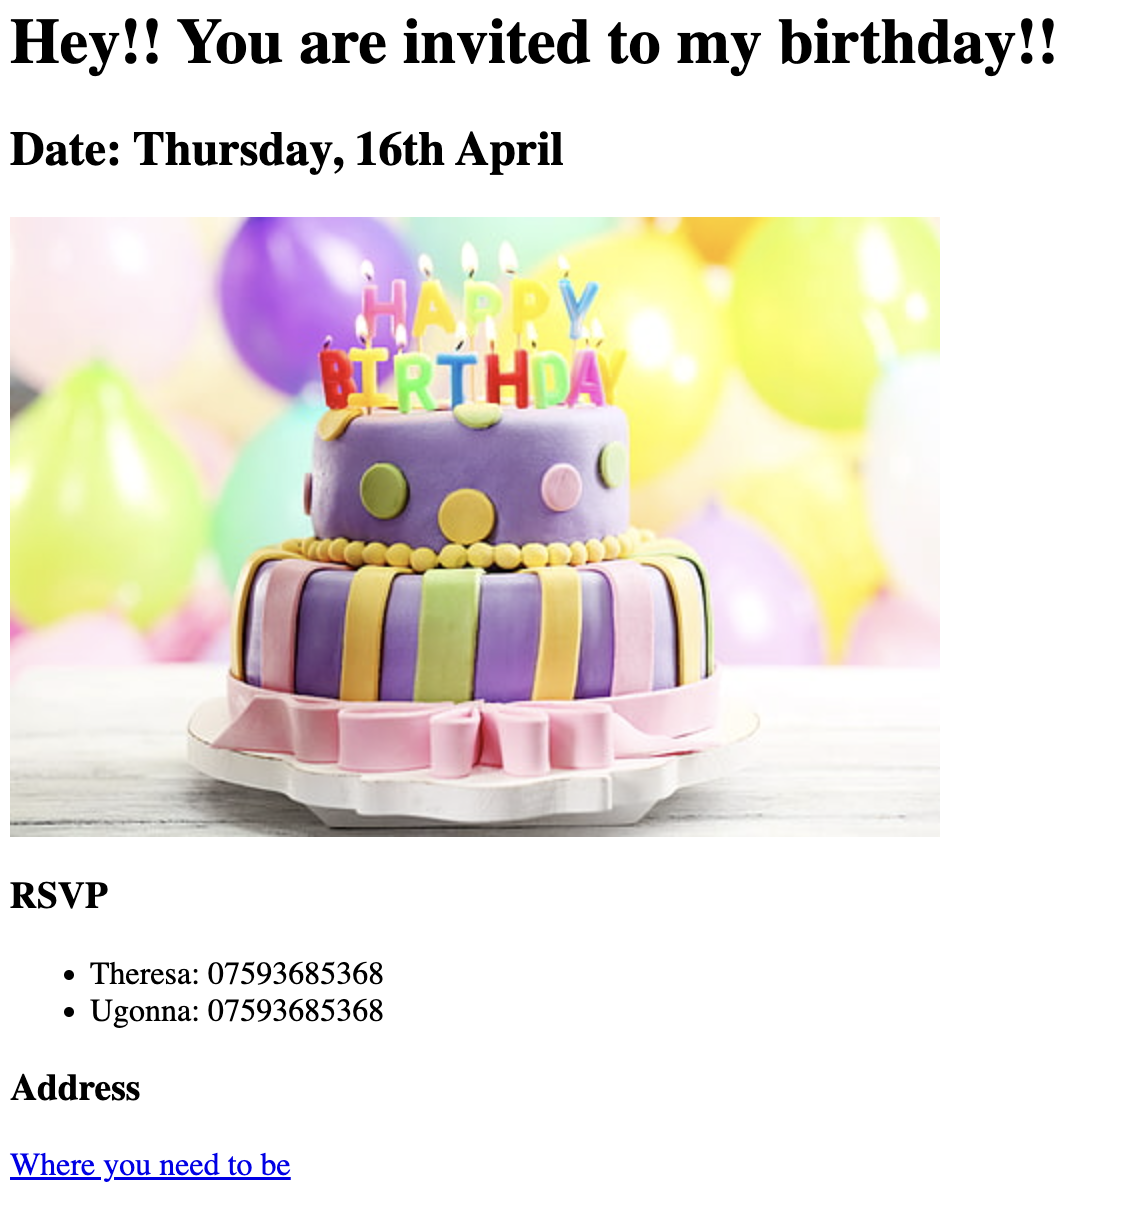 Hey!! You are invited to my birthday!!
Date: Thursday, 16th April
HAPPY
BIRTHDAY
RSVP
Theresa: 07593685368
Ugonna: 07593685368
Address
Where you need to be